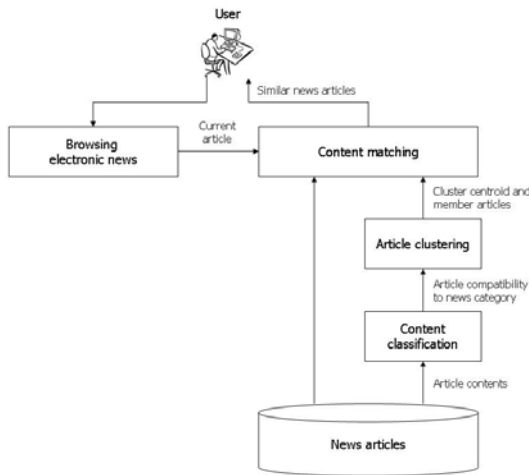 User
Similar news articles
Browsing
electronic news
Current
article
Content matching
Cluster centroid and
member articles
Article clustering
Article compatibility
to news category
Content
classification
Article contents
News articles